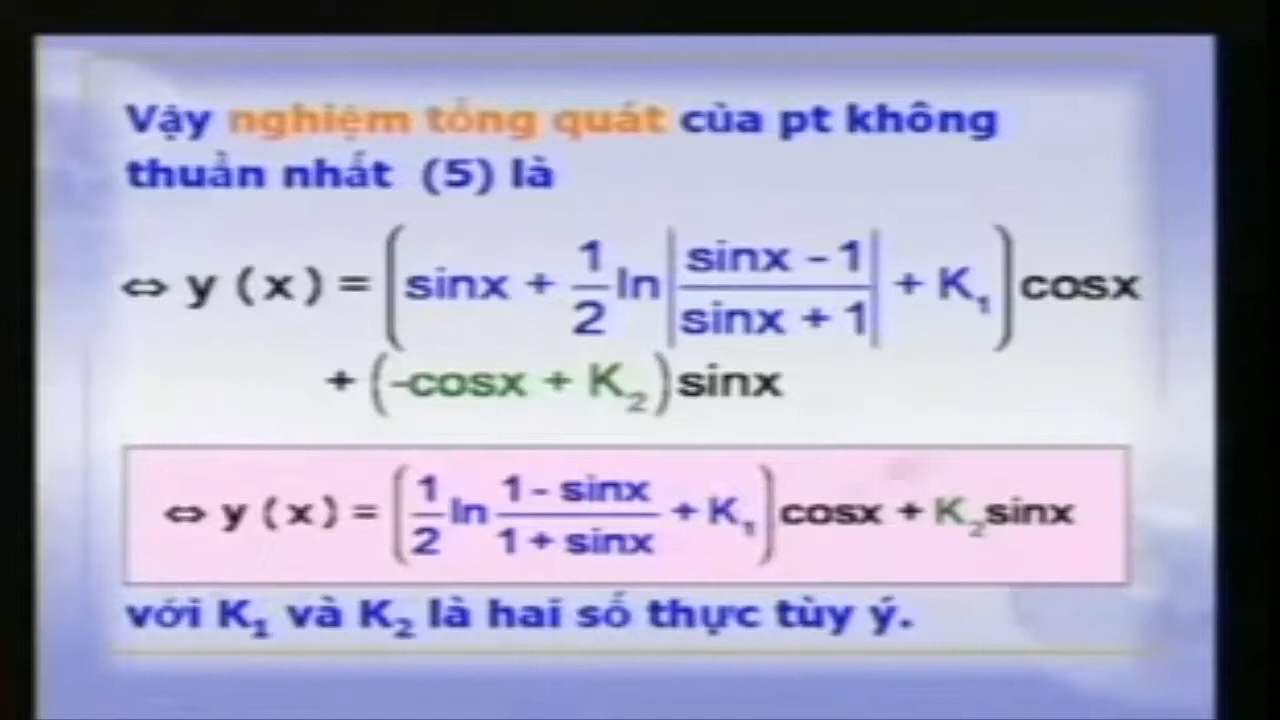 Vậy nghiệm tổng quát của pt không
thuần nhất (5) là
⇔ y (x) = (sinx + 1/2 ln |sinx - 1 / sinx + 1| + K₁) cosx
+ (-cosx + K₂) sinx
⇔ y (x) = (1/2 ln 1 - sinx / 1 + sinx + K₁) cosx + K₂sinx
với K₁ và K₂ là hai số thực tùy ý.